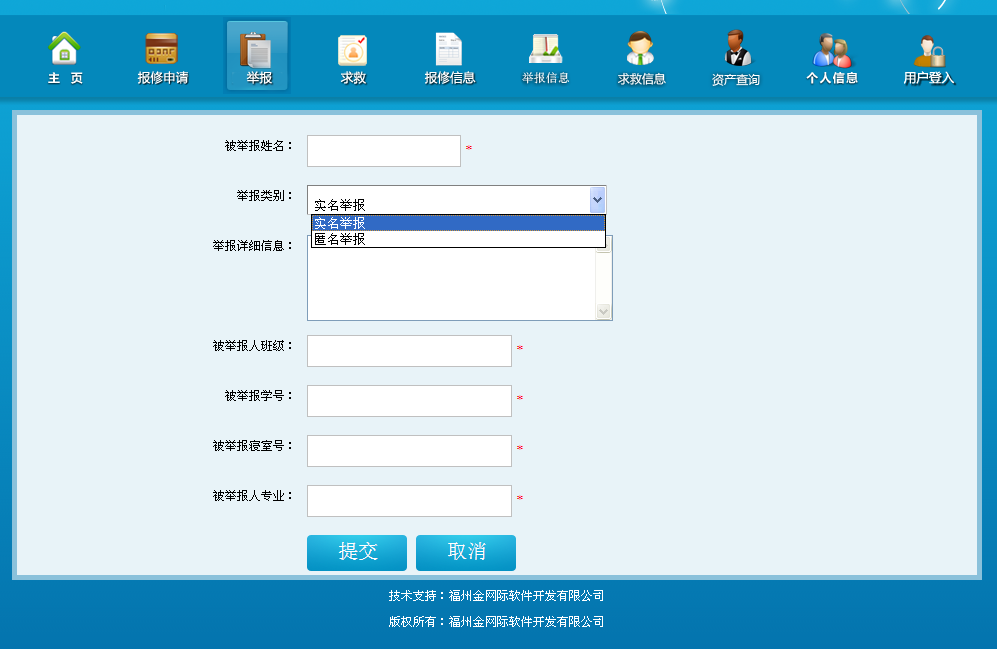 主 页 报修申请 举报 求救 报修信息 举报信息 求救信息 资产查询 个人信息 用户登入
被举报姓名： *
举报类别： 实名举报
实名举报
匿名举报
举报详细信息：
被举报人班级： *
被举报学号： *
被举报寝室号： *
被举报人专业： *
提交 取消
技术支持：福州金网际软件开发有限公司
版权所有：福州金网际软件开发有限公司